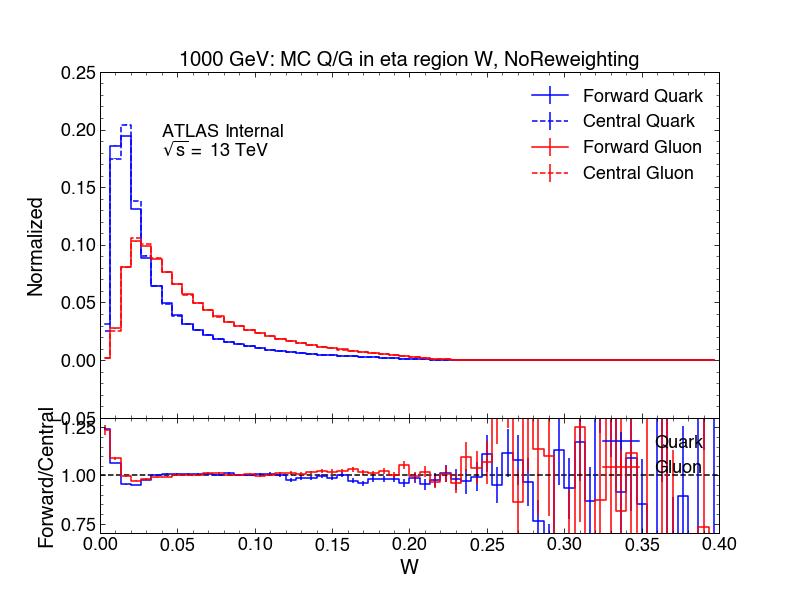 1000 GeV: MC Q/G in eta region W, NoReweighting
0.25
0.20
0.15
0.10
0.05
0.00
Normalized
ATLAS Internal
√s = 13 TeV
Forward Quark
Central Quark
Forward Gluon
Central Gluon
0.05
1.25
1.00
0.75
Forward/Central
Quark
Gluon
0.00 0.05 0.10 0.15 0.20 0.25 0.30 0.35 0.40
W